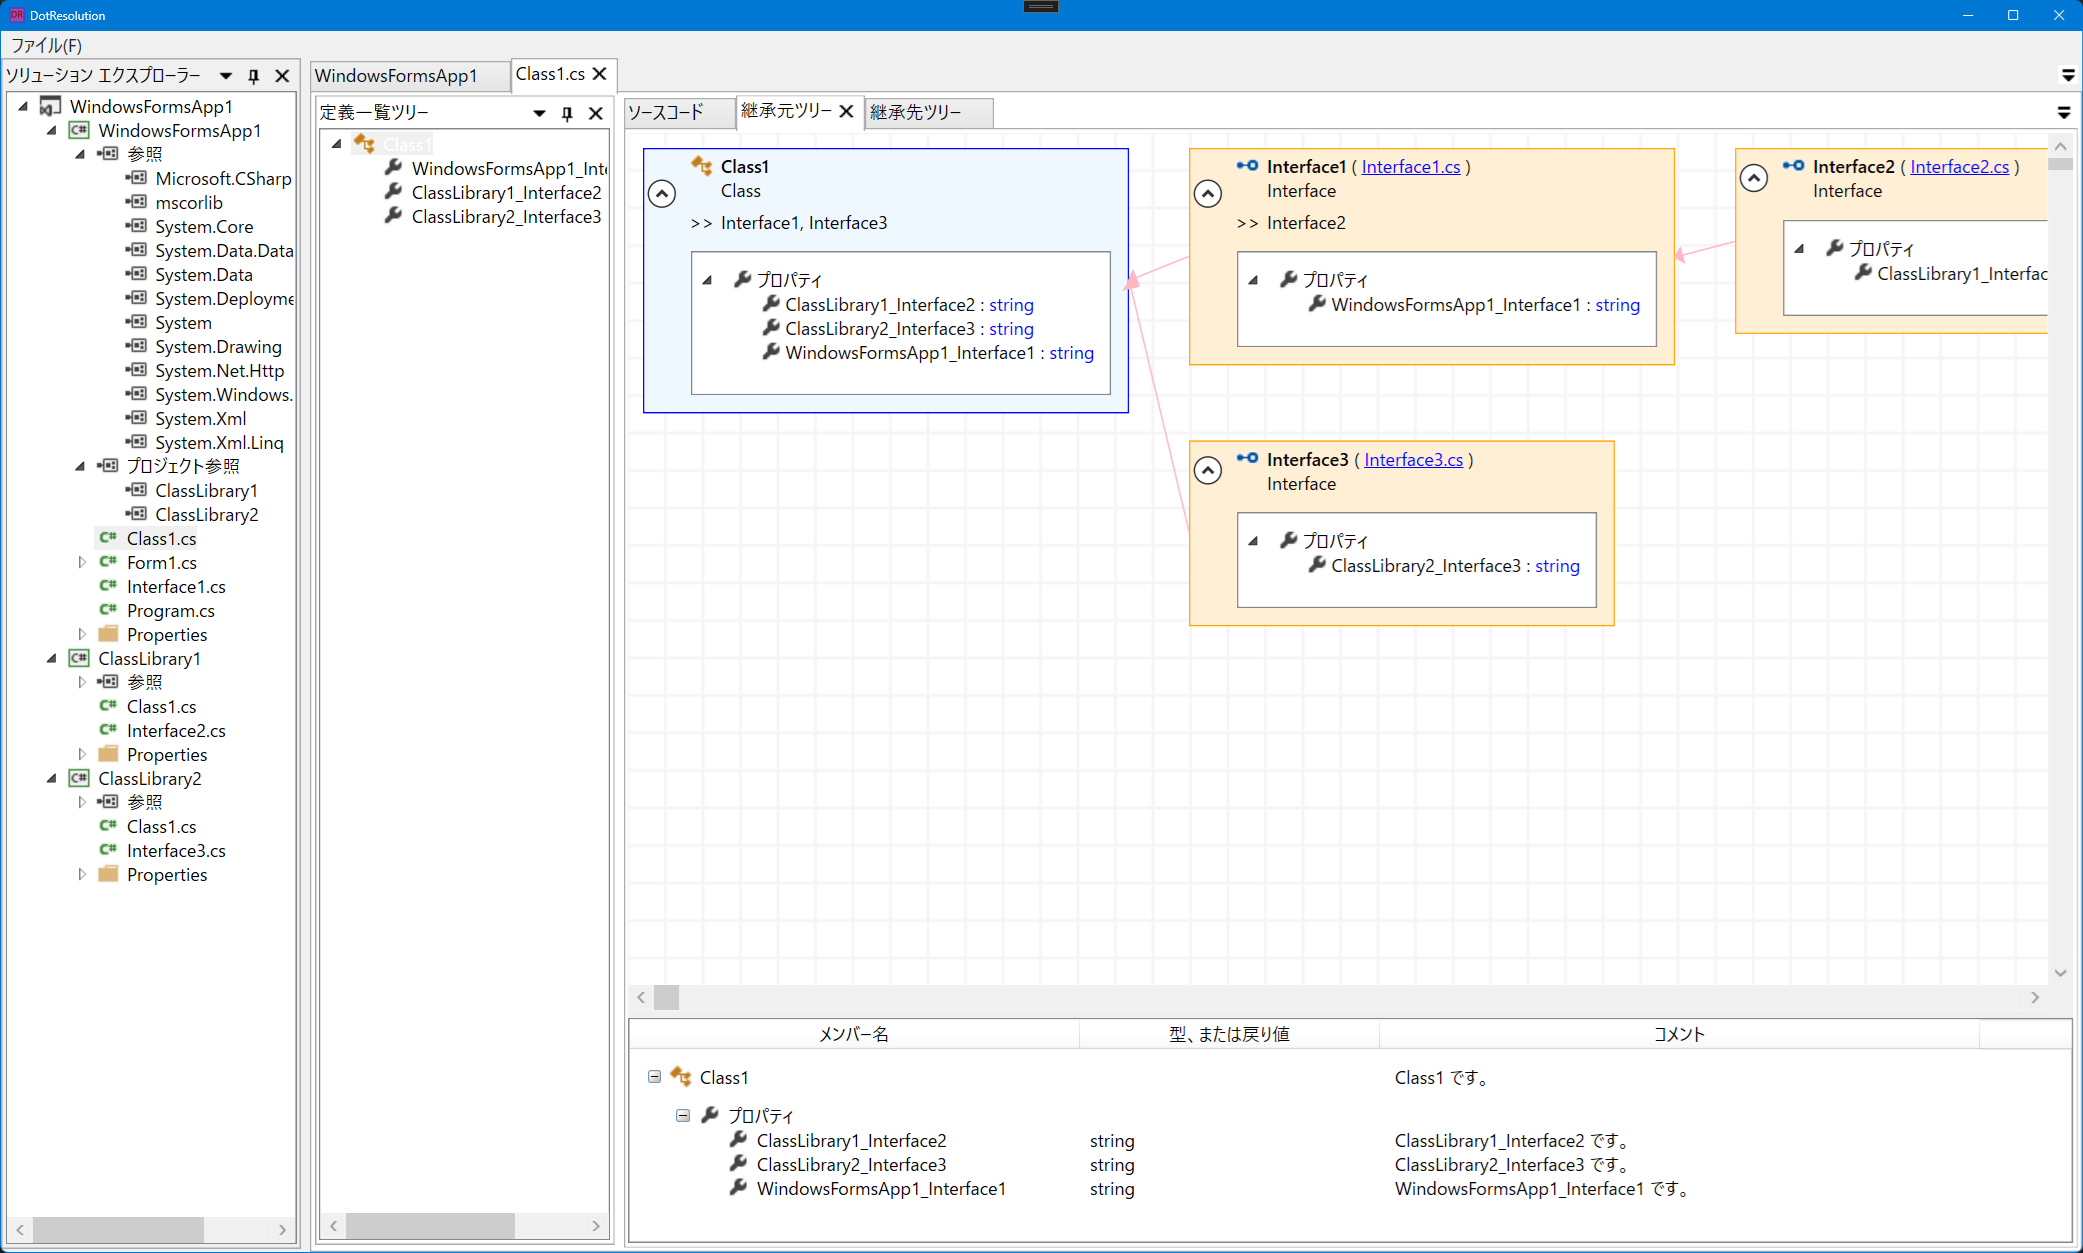 DotResolution
ファイル(F)
ソリューション エクスプローラー
WindowsFormsApp1
WindowsFormsApp1
参照
Microsoft.CSharp
mscorlib
System.Core
System.Data.Data
System.Data
System.Deployme
System
System.Drawing
System.Net.Http
System.Windows.
System.Xml
System.Xml.Linq
プロジェクト参照
ClassLibrary1
ClassLibrary2
Class1.cs
Form1.cs
Interface1.cs
Program.cs
Properties
ClassLibrary1
参照
Class1.cs
Interface2.cs
Properties
ClassLibrary2
参照
Class1.cs
Interface3.cs
Properties
WindowsFormsApp1
Class1.cs
定義一覧ツリー
Class1
WindowsFormsApp1_Inte
ClassLibrary1_Interface2
ClassLibrary2_Interface3
ソースコード
継承元ツリー
継承先ツリー
Class1
Class
>> Interface1, Interface3
プロパティ
ClassLibrary1_Interface2 : string
ClassLibrary2_Interface3 : string
WindowsFormsApp1_Interface1 : string
Interface1 ( Interface1.cs )
Interface
>> Interface2
プロパティ
WindowsFormsApp1_Interface1 : string
Interface2 ( Interface2.cs )
Interface
プロパティ
ClassLibrary1_Interfac
Interface3 ( Interface3.cs )
Interface
プロパティ
ClassLibrary2_Interface3 : string
メンバー名 型、または戻り値 コメント
Class1 Class1 です。
プロパティ
ClassLibrary1_Interface2 string ClassLibrary1_Interface2 です。
ClassLibrary2_Interface3 string ClassLibrary2_Interface3 です。
WindowsFormsApp1_Interface1 string WindowsFormsApp1_Interface1 です。